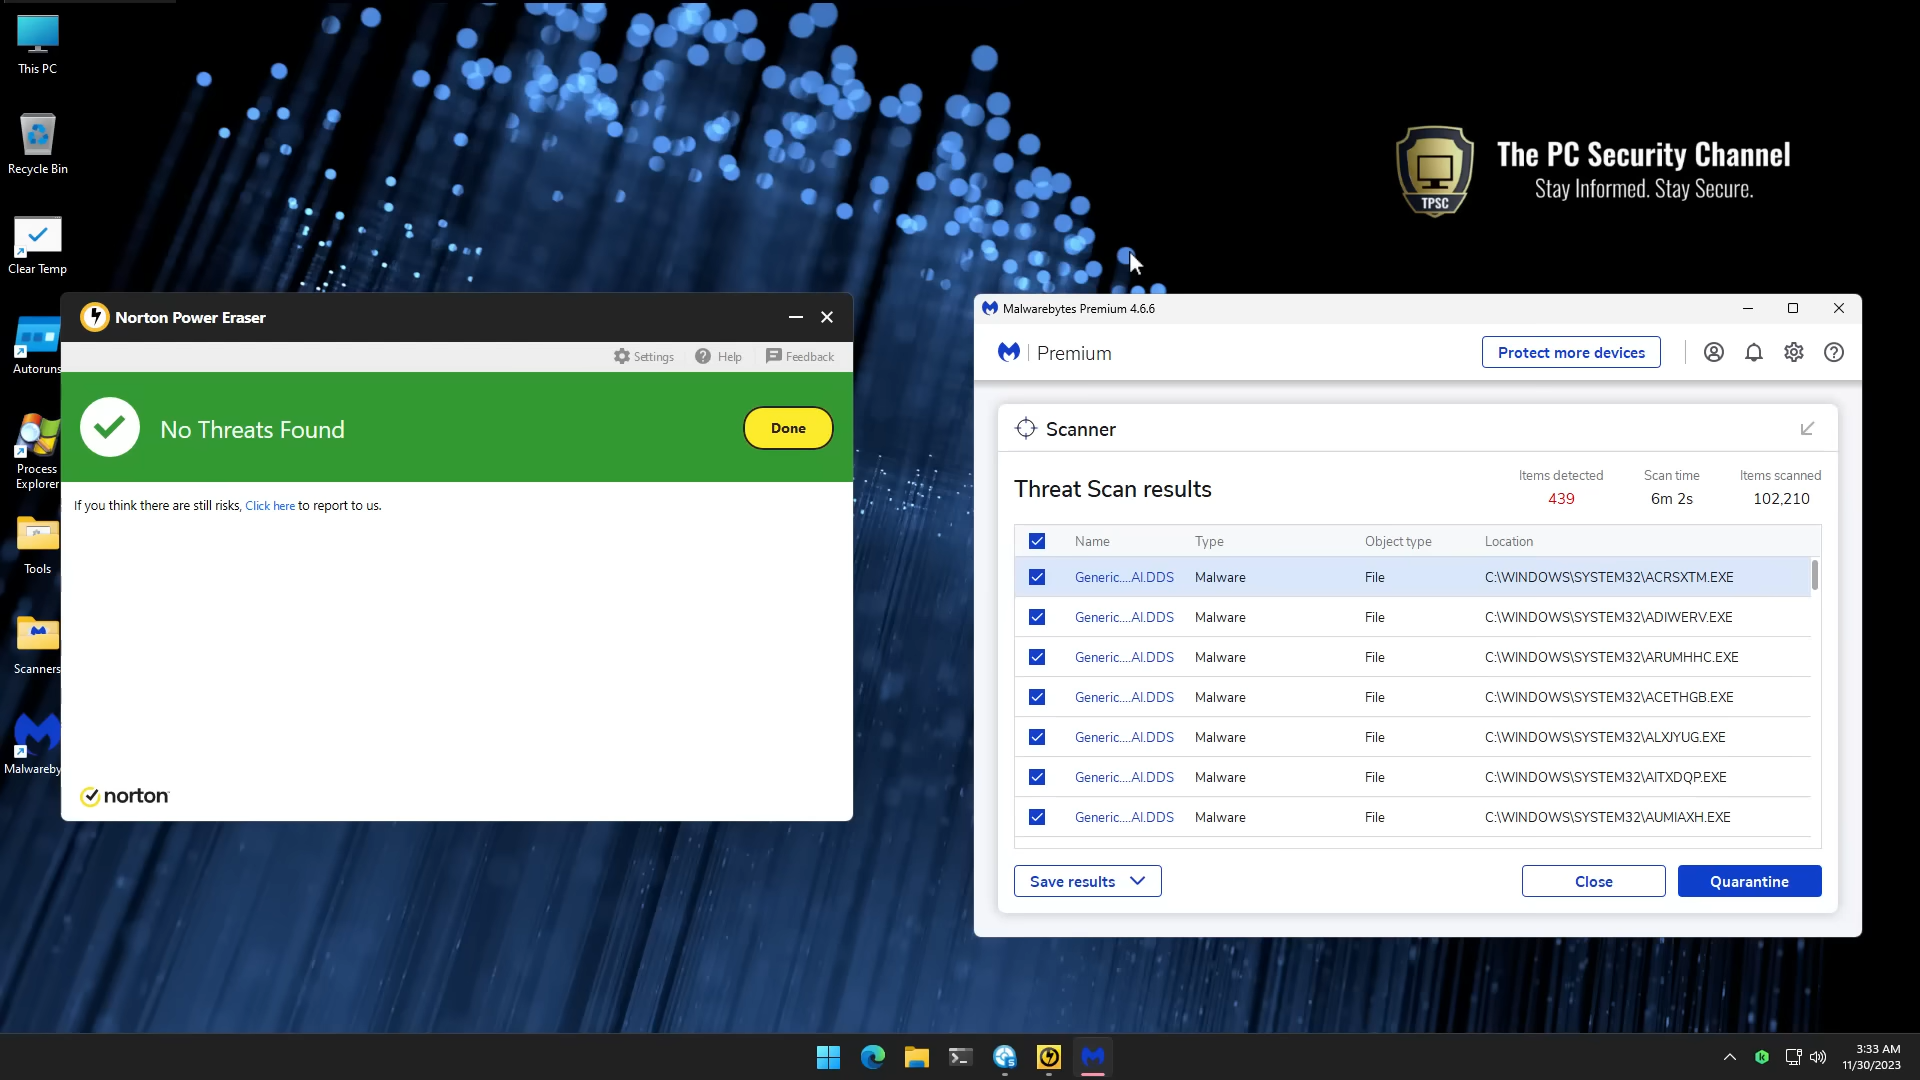 This PC
Recycle Bin
Clear Temp
Autoruns
Process
Explorer
Tools
Scanners
Malwareby
The PC Security Channel
Stay Informed. Stay Secure.
TPSC
Norton Power Eraser
Settings
Help
Feedback
No Threats Found
Done
If you think there are still risks, Click here to report to us.
norton
Malwarebytes Premium 4.6.6
Premium
Protect more devices
Scanner
Threat Scan results
Items detected
439
Scan time
6m 2s
Items scanned
102,210
Name Type Object type Location
Generic....AI.DDS Malware File C:\WINDOWS\SYSTEM32\ACRSXTM.EXE
Generic....AI.DDS Malware File C:\WINDOWS\SYSTEM32\ADIWERV.EXE
Generic....AI.DDS Malware File C:\WINDOWS\SYSTEM32\ARUMHHC.EXE
Generic....AI.DDS Malware File C:\WINDOWS\SYSTEM32\ACETHGB.EXE
Generic....AI.DDS Malware File C:\WINDOWS\SYSTEM32\ALXJYUG.EXE
Generic....AI.DDS Malware File C:\WINDOWS\SYSTEM32\AITXDQP.EXE
Generic....AI.DDS Malware File C:\WINDOWS\SYSTEM32\AUMIAXH.EXE
Save results
Close
Quarantine
3:33 AM
11/30/2023